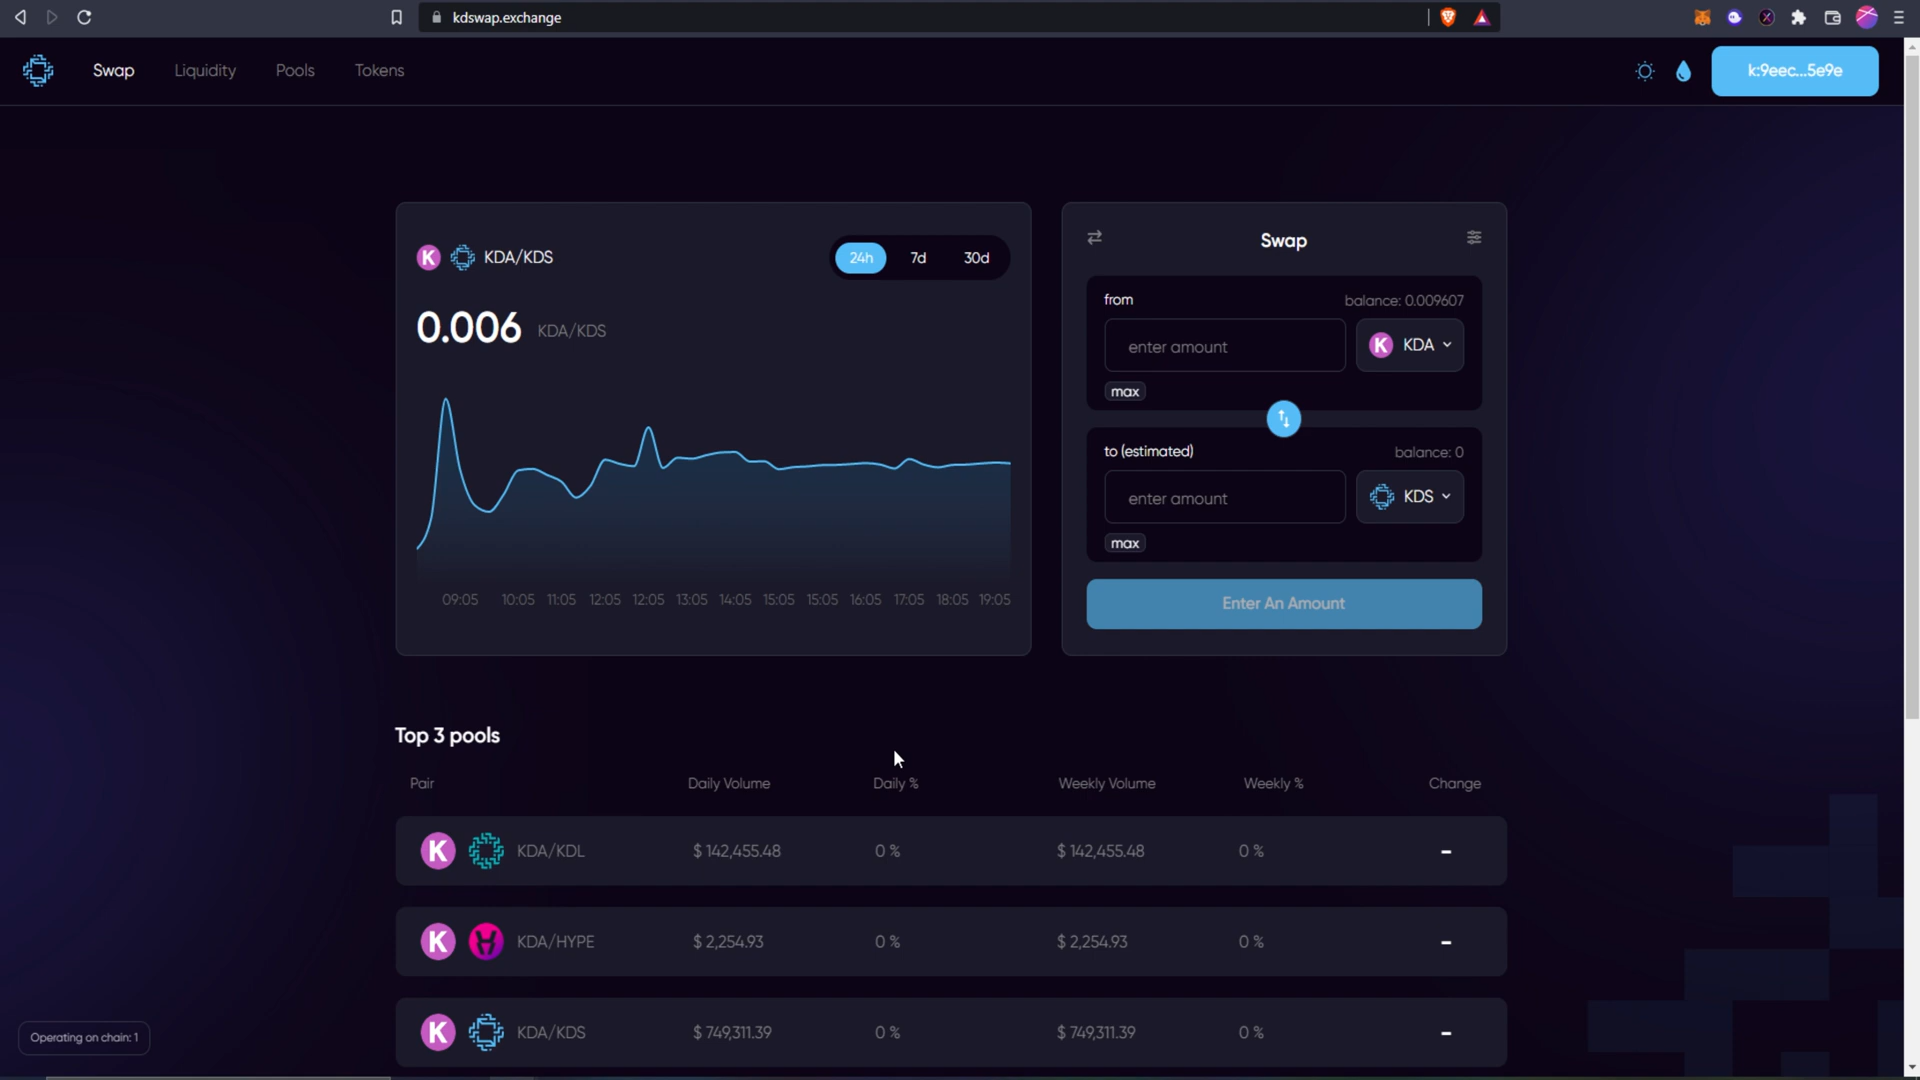 kdswap.exchange
Swap Liquidity Pools Tokens k:9eec...5e9e
K KDA/KDS 24h 7d 30d
0.006 KDA/KDS
09:05 10:05 11:05 12:05 12:05 13:05 14:05 15:05 15:05 16:05 17:05 18:05 19:05
Swap
from balance: 0.009607
enter amount K KDA
max
to (estimated) balance: 0
enter amount KDS
max
Enter An Amount
Top 3 pools
Pair Daily Volume Daily % Weekly Volume Weekly % Change
K KDA/KDL $ 142,455.48 0 % $ 142,455.48 0 % -
K KDA/HYPE $ 2,254.93 0 % $ 2,254.93 0 % -
K KDA/KDS $ 749,311.39 0 % $ 749,311.39 0 % -
Operating on chain: 1